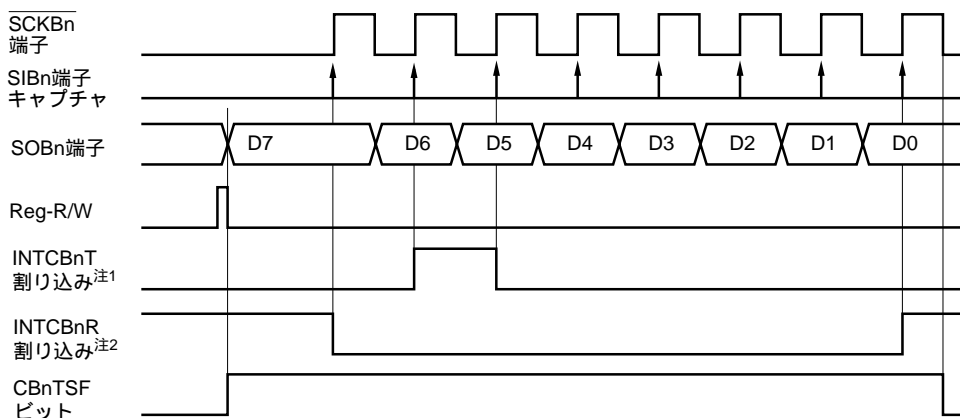 SCKBn
端子
SIBn端子
キャプチャ
SOBn端子
D7
D6
D5
D4
D3
D2
D1
D0
Reg-R/W
INTCBnT
割り込み注1
INTCBnR
割り込み注2
CBnTSF
ビット